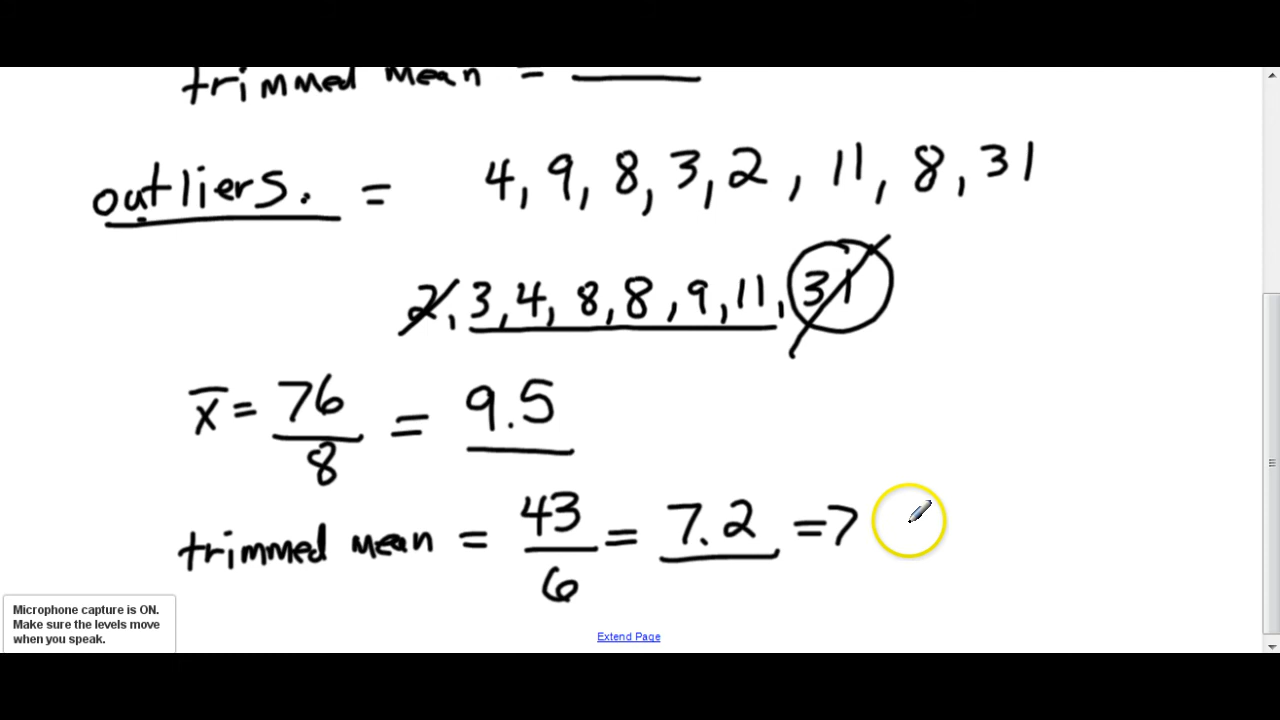 trimmed mean = ___
outliers. = 4, 9, 8, 3, 2, 11, 8, 31
2, 3, 4, 8, 8, 9, 11, 31
x̄ = 76/8 = 9.5
trimmed mean = 43/6 = 7.2 = 7
Microphone capture is ON.
Make sure the levels move
when you speak.
Extend Page